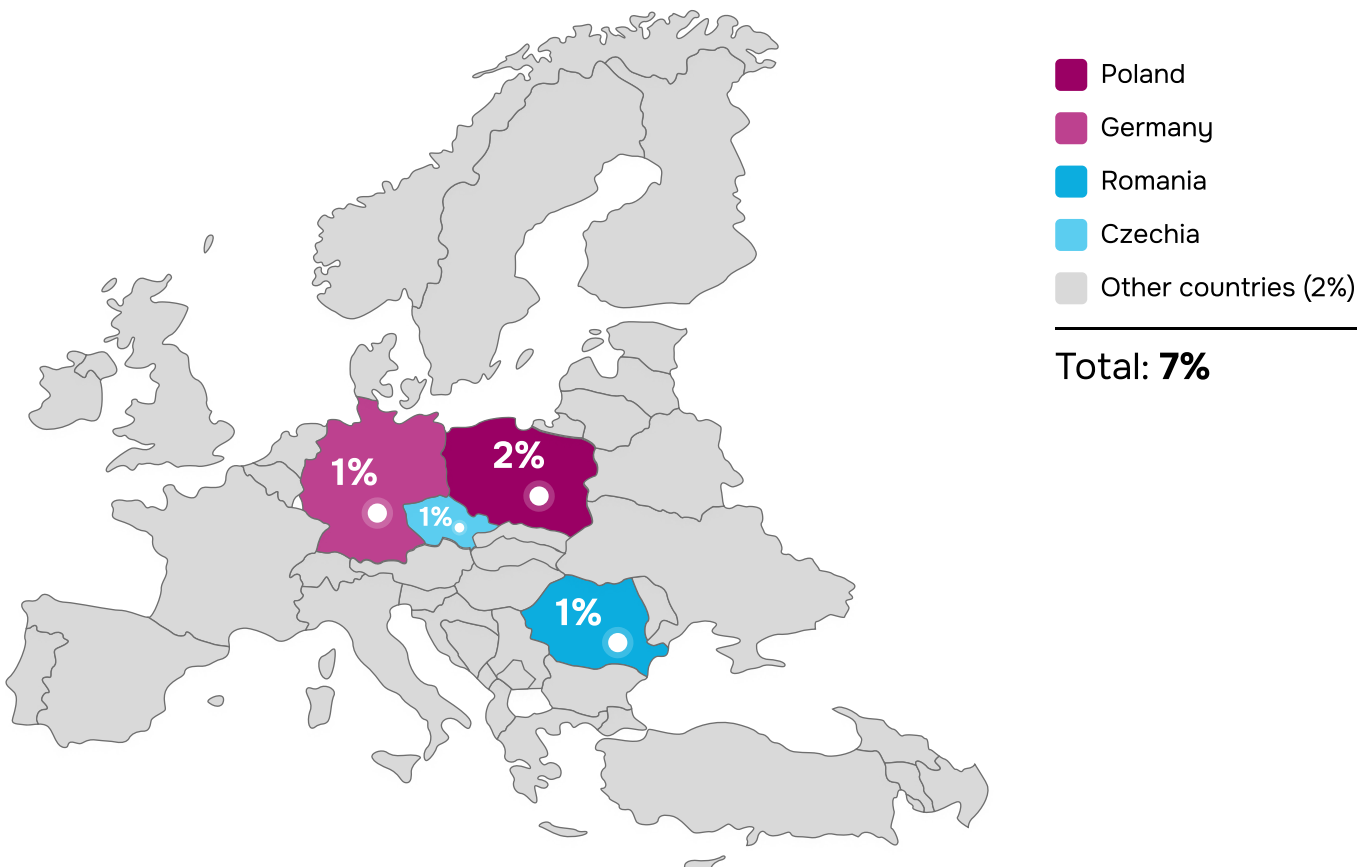 Poland
Germany
Romania
Czechia
Other countries (2%)
Total: 7%
1%
2%
1%
1%